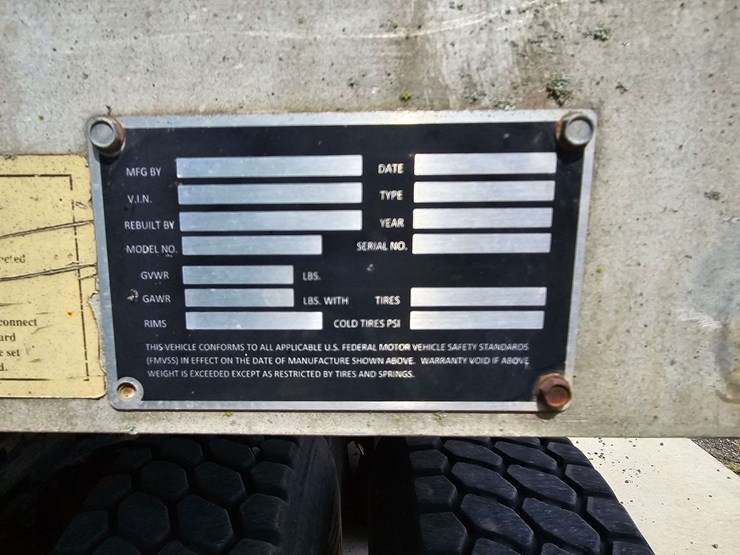 MFG BY DATE
V.I.N. TYPE
REBUILT BY YEAR
MODEL NO. SERIAL NO.
GVWR LBS.
GAWR LBS. WITH TIRES
RIMS COLD TIRES PSI
THIS VEHICLE CONFORMS TO ALL APPLICABLE U.S. FEDERAL MOTOR VEHICLE SAFETY STANDARDS
(FMVSS) IN EFFECT ON THE DATE OF MANUFACTURE SHOWN ABOVE. WARRANTY VOID IF ABOVE
WEIGHT IS EXCEEDED EXCEPT AS RESTRICTED BY TIRES AND SPRINGS.
connect
set